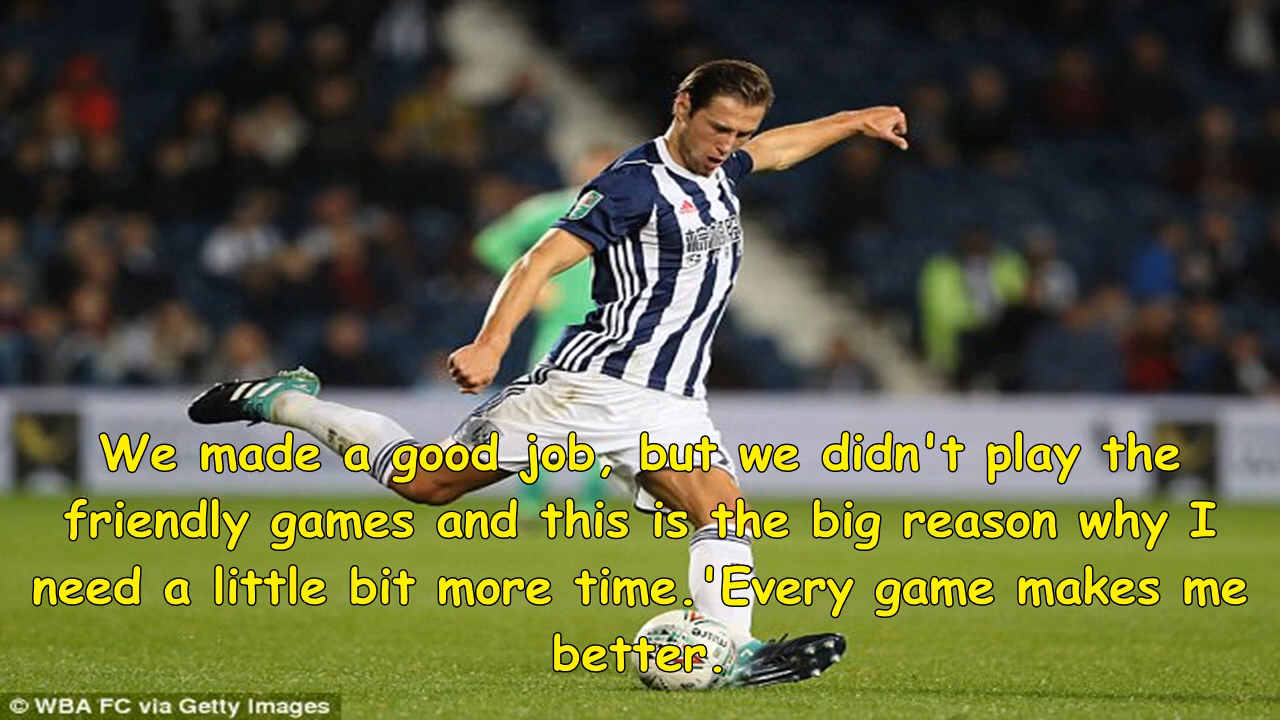 We made a good job, but we didn't play the
friendly games and this is the big reason why I
need a little bit more time.'Every game makes me
better.
© WBA FC via Getty Images